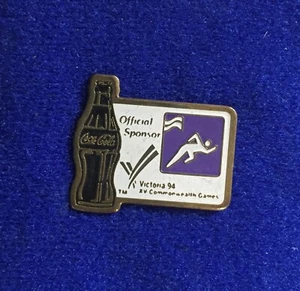 Official
Sponsor
Coca-Cola
TM
Victoria 94
XV Commonwealth Games